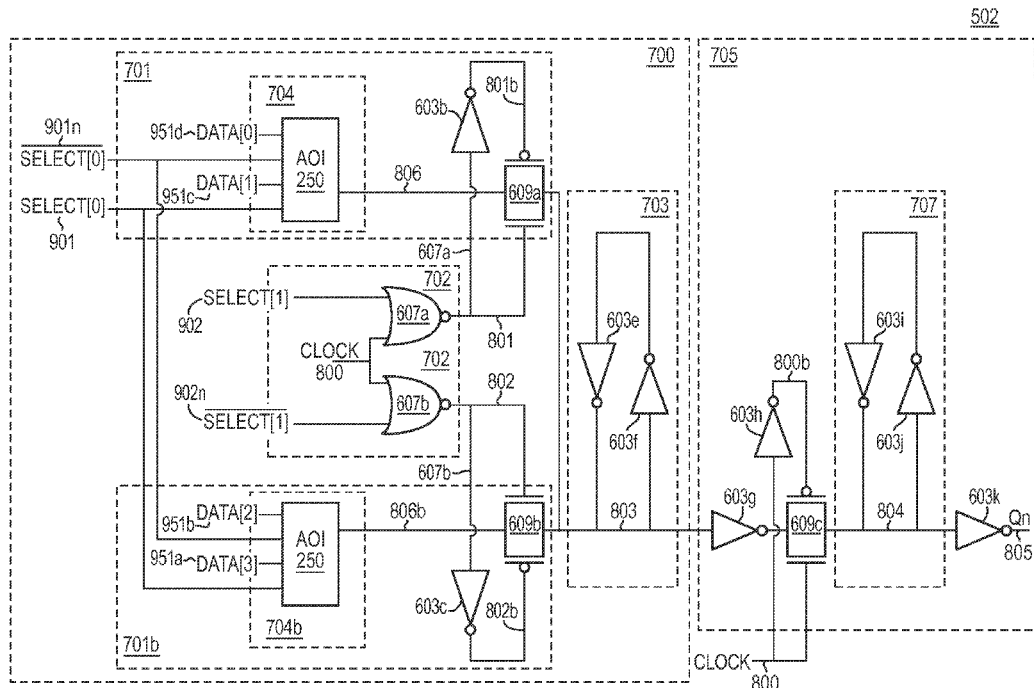 502
700
705
701
704
801b
603b
901n
SELECT[0]
951d
DATA[0]
AOI
250
806
609a
951c
DATA[1]
SELECT[0]
901
703
707
607a
702
SELECT[1]
902
607a
801
603e
603i
CLOCK
800
702
800b
802
902n
SELECT[1]
607b
603f
603h
603j
607b
951b
DATA[2]
806b
609b
803
603g
609c
804
603k
Qn
805
AOI
250
951a
DATA[3]
603c
802b
704b
701b
CLOCK
800